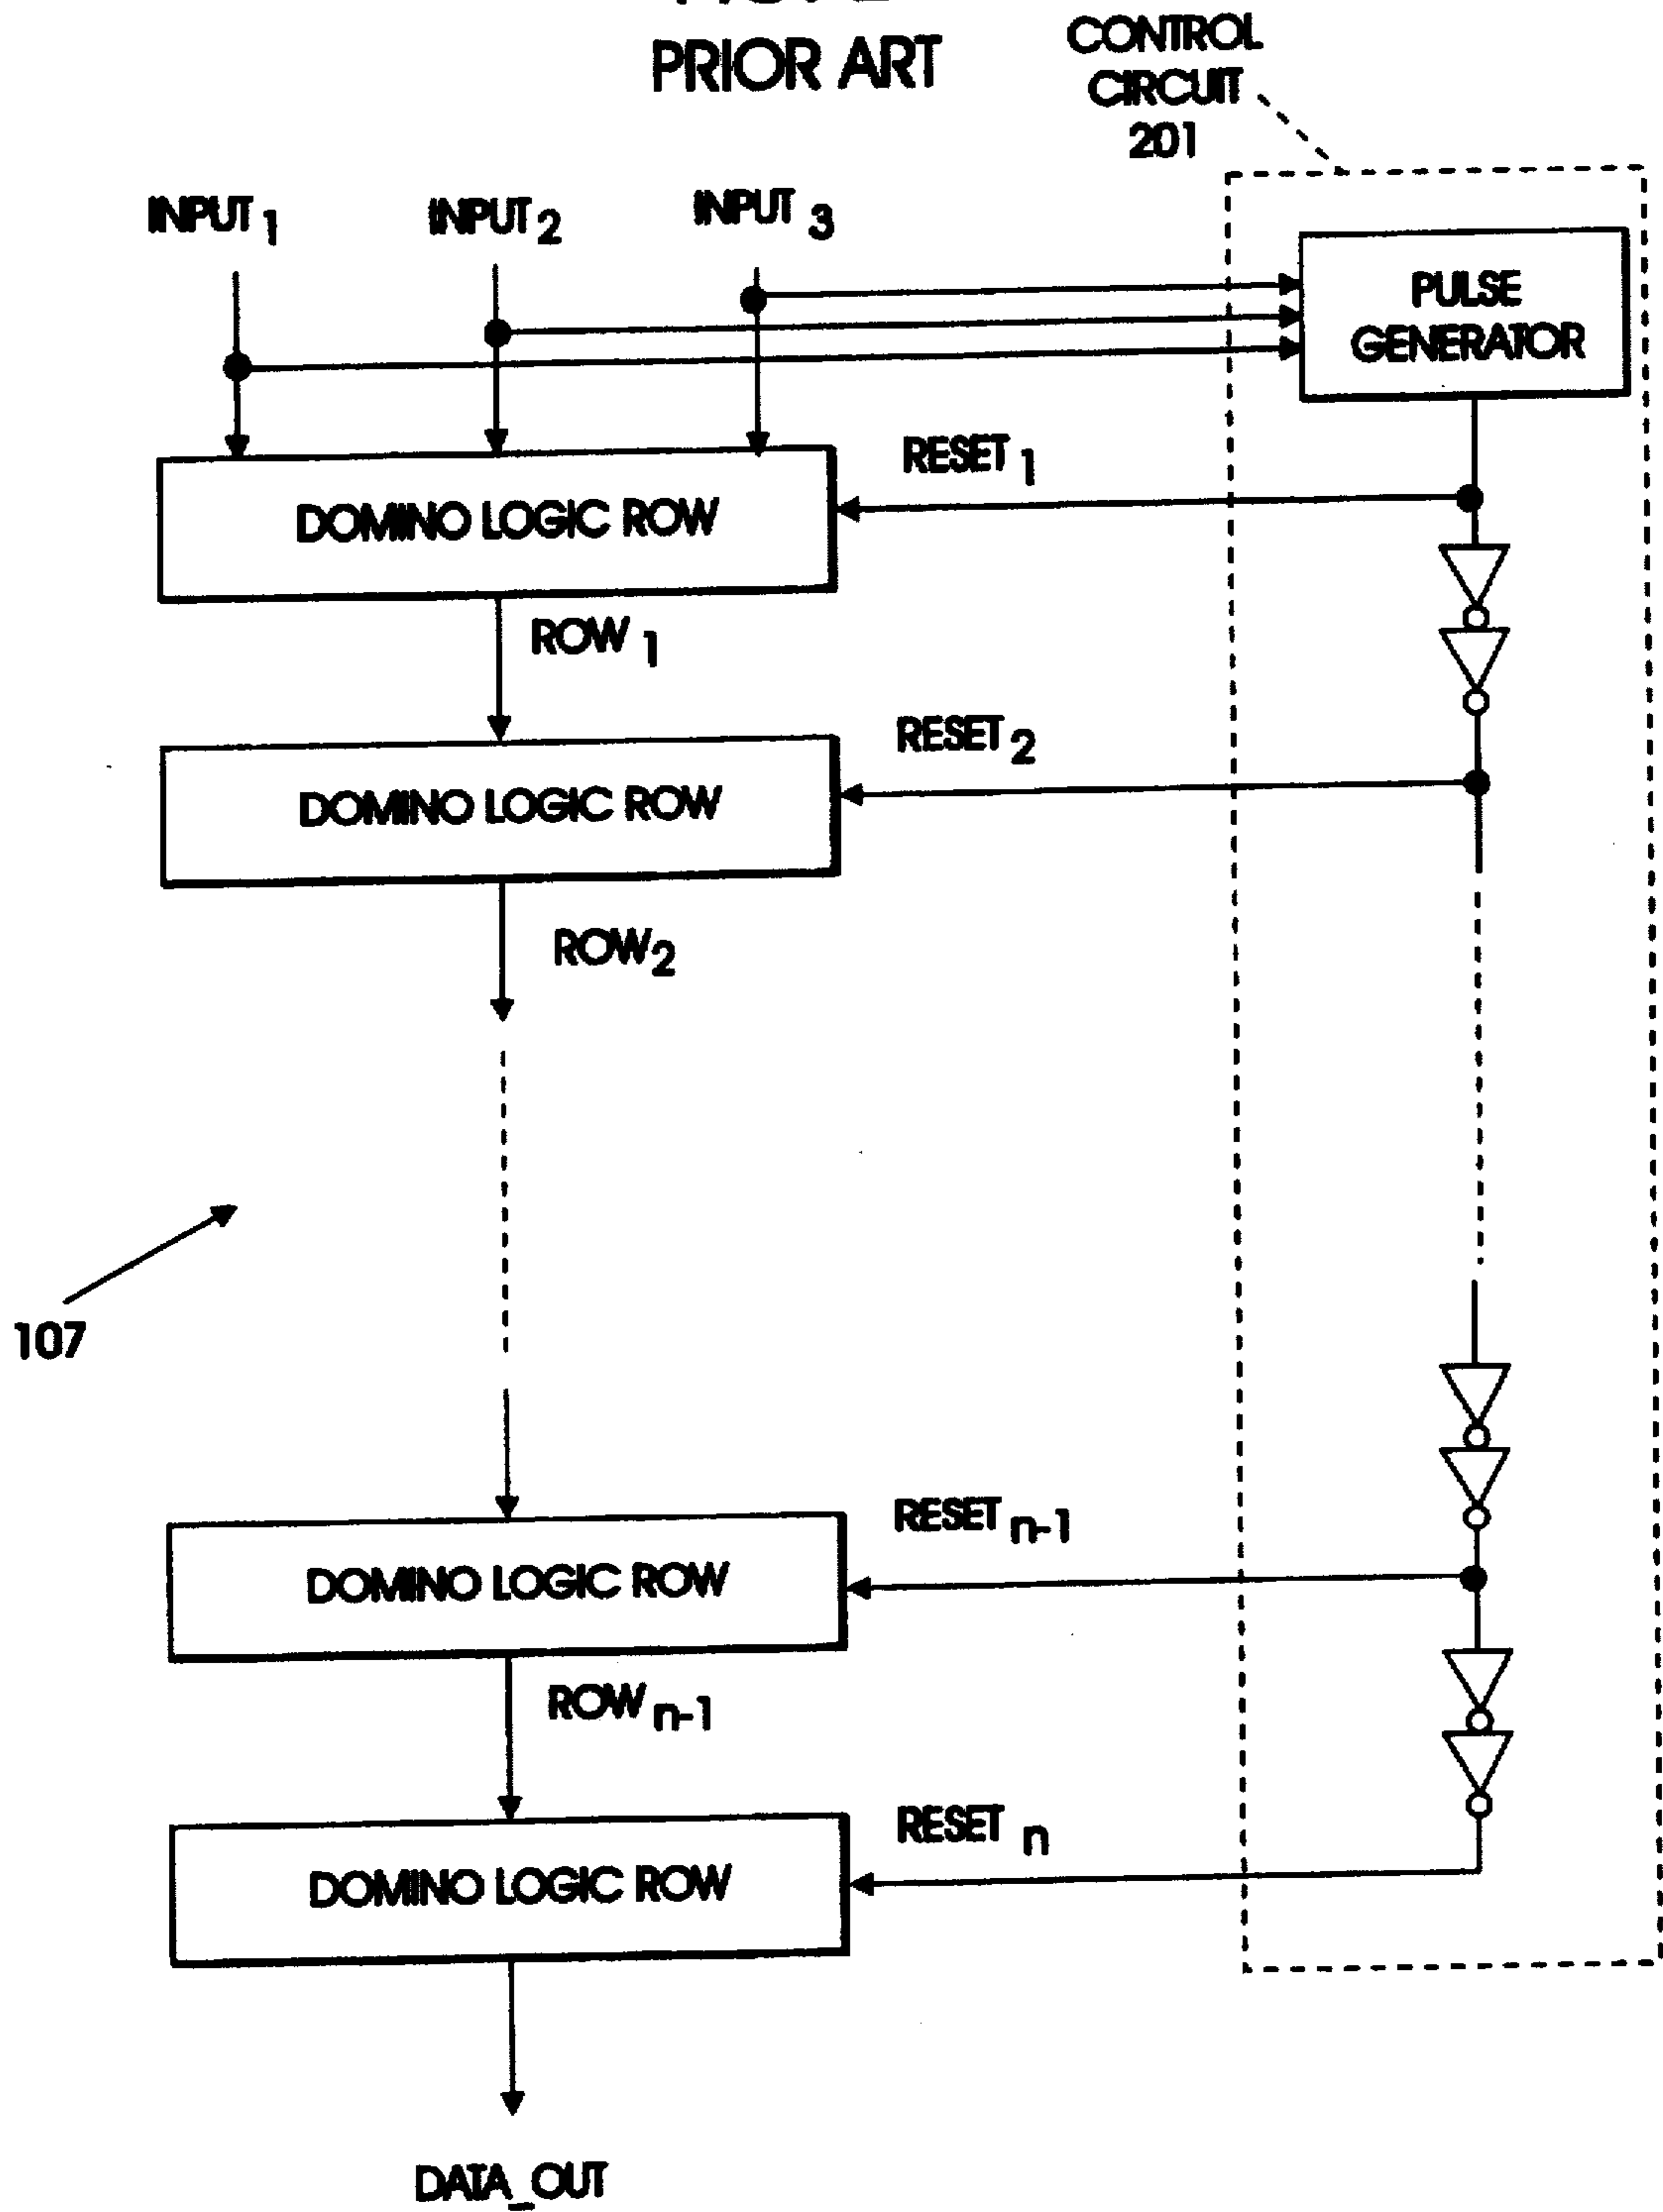 PRIOR ART
CONTROL
CIRCUIT
201
INPUT 1
INPUT 2
INPUT 3
PULSE
GENERATOR
RESET 1
DOMINO LOGIC ROW
ROW 1
RESET 2
DOMINO LOGIC ROW
ROW 2
107
RESET n-1
DOMINO LOGIC ROW
ROW n-1
RESET n
DOMINO LOGIC ROW
DATA_OUT